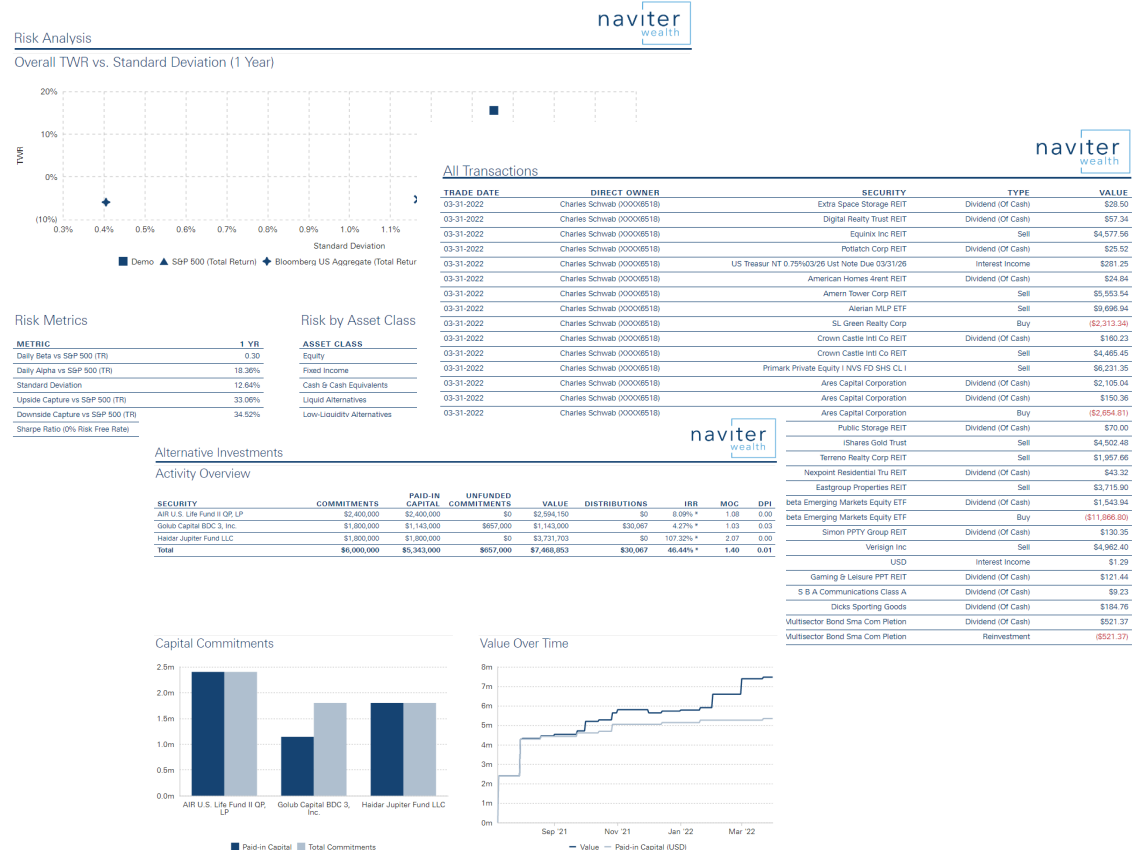 naviter
wealth
Risk Analysis
Overall TWR vs. Standard Deviation (1 Year)
20%
10%
0%
(10%)
TWR
0.3% 0.4% 0.6% 0.7% 0.8% 0.9% 1.0% 1.1%
Standard Deviation
Demo S&P 500 (Total Return) Bloomberg US Aggregate (Total Retur
Risk Metrics
METRIC 1 YR
Daily Beta vs S&P 500 (TR) 0.30
Daily Alpha vs S&P 500 (TR) 18.36%
Standard Deviation 12.64%
Upside Capture vs S&P 500 (TR) 33.06%
Downside Capture vs S&P 500 (TR) 34.52%
Sharpe Ratio (0% Risk Free Rate)
Risk by Asset Class
ASSET CLASS
Equity
Fixed Income
Cash & Cash Equivalents
Liquid Alternatives
Low-Liquidity Alternatives
naviter
wealth
All Transactions
TRADE DATE DIRECT OWNER SECURITY TYPE VALUE
03-31-2022 Charles Schwab (XXXX6518) Extra Space Storage REIT Dividend (Of Cash) $28.50
03-31-2022 Charles Schwab (XXXX6518) Digital Realty Trust REIT Dividend (Of Cash) $57.34
03-31-2022 Charles Schwab (XXXX6518) Equinix Inc REIT Sell $4,577.56
03-31-2022 Charles Schwab (XXXX6518) Potlatch Corp REIT Dividend (Of Cash) $25.52
03-31-2022 Charles Schwab (XXXX6518) US Treasur NT 0.75%03/26 Ust Note Due 03/31/26 Interest Income $281.25
03-31-2022 Charles Schwab (XXXX6518) American Homes 4rent REIT Dividend (Of Cash) $24.84
03-31-2022 Charles Schwab (XXXX6518) Amern Tower Corp REIT Sell $5,553.54
03-31-2022 Charles Schwab (XXXX6518) Alerian MLP ETF Sell $9,696.94
03-31-2022 Charles Schwab (XXXX6518) SL Green Realty Corp Buy ($2,313.34)
03-31-2022 Charles Schwab (XXXX6518) Crown Castle Intl Co REIT Dividend (Of Cash) $160.23
03-31-2022 Charles Schwab (XXXX6518) Crown Castle Intl Co REIT Sell $4,465.45
03-31-2022 Charles Schwab (XXXX6518) Primark Private Equity I NVS FD SHS CL I Sell $6,231.35
03-31-2022 Charles Schwab (XXXX6518) Ares Capital Corporation Dividend (Of Cash) $2,105.04
03-31-2022 Charles Schwab (XXXX6518) Ares Capital Corporation Dividend (Of Cash) $150.36
03-31-2022 Charles Schwab (XXXX6518) Ares Capital Corporation Buy ($2,654.81)
Public Storage REIT Dividend (Of Cash) $70.00
iShares Gold Trust Sell $4,502.48
Terreno Realty Corp REIT Sell $1,957.66
Nexpoint Residential Tru REIT Dividend (Of Cash) $43.32
Eastgroup Properties REIT Sell $3,715.90
beta Emerging Markets Equity ETF Dividend (Of Cash) $1,543.94
beta Emerging Markets Equity ETF Buy ($11,866.80)
Simon PPTY Group REIT Dividend (Of Cash) $130.35
Verisign Inc Sell $4,962.40
USD Interest Income $1.29
Gaming & Leisure PPT REIT Dividend (Of Cash) $121.44
S B A Communications Class A Dividend (Of Cash) $9.23
Dicks Sporting Goods Dividend (Of Cash) $184.76
Multisector Bond Sma Com Pletion Dividend (Of Cash) $521.37
Multisector Bond Sma Com Pletion Reinvestment ($521.37)
naviter
wealth
Alternative Investments
Activity Overview
SECURITY COMMITMENTS PAID-IN CAPITAL UNFUNDED COMMITMENTS VALUE DISTRIBUTIONS IRR MOC DPI
AIR U.S. Life Fund II QP, LP $2,400,000 $2,400,000 $0 $2,594,150 $0 8.09% * 1.08 0.00
Golub Capital BDC 3, Inc. $1,800,000 $1,143,000 $657,000 $1,143,000 $30,067 4.27% * 1.03 0.03
Haidar Jupiter Fund LLC $1,800,000 $1,800,000 $0 $3,731,703 $0 107.32% * 2.07 0.00
Total $6,000,000 $5,343,000 $657,000 $7,468,853 $30,067 46.44% * 1.40 0.01
Capital Commitments
2.5m
2.0m
1.5m
1.0m
0.5m
0.0m
AIR U.S. Life Fund II QP, LP
Golub Capital BDC 3, Inc.
Haidar Jupiter Fund LLC
Paid-in Capital Total Commitments
Value Over Time
8m
7m
6m
5m
4m
3m
2m
1m
0m
Sep '21 Nov '21 Jan '22 Mar '22
Value Paid-in Capital (USD)